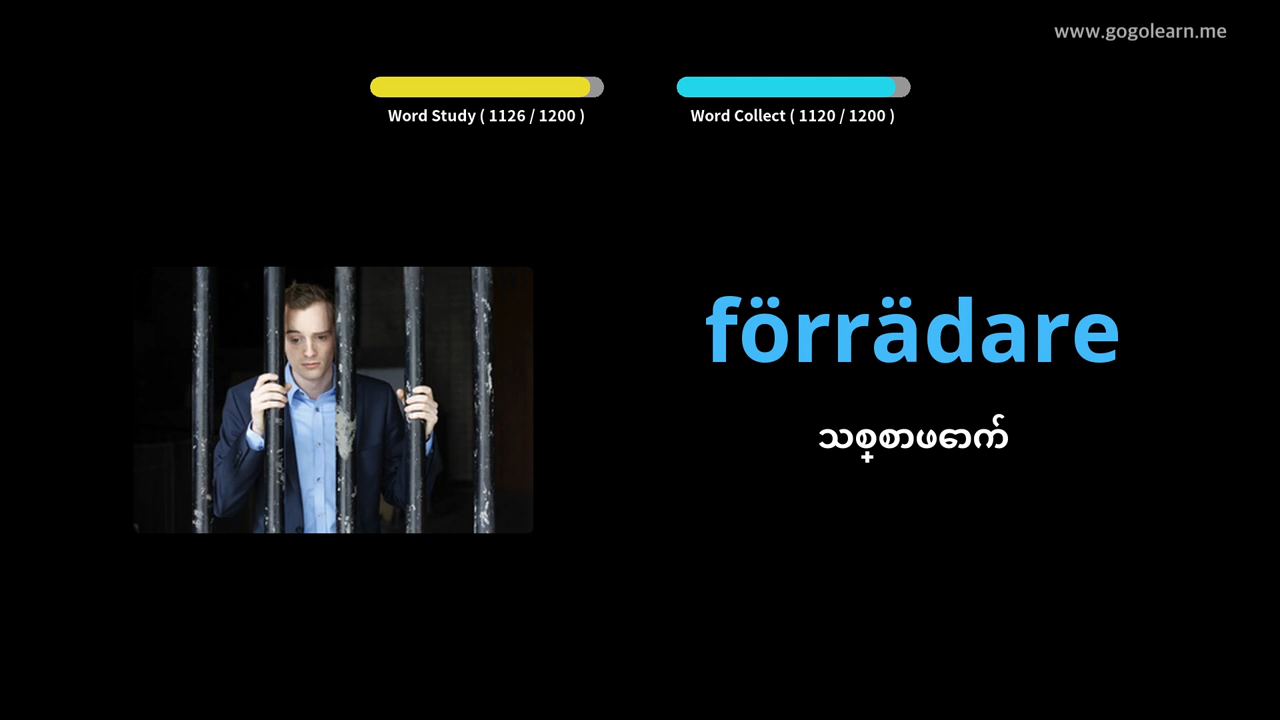 www.gogolearn.me
Word Study ( 1126 / 1200 )
Word Collect ( 1120 / 1200 )
förrädare
သစ္စာဖောက်